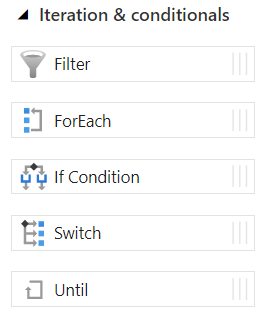 Iteration & conditionals
Filter
ForEach
If Condition
Switch
Until